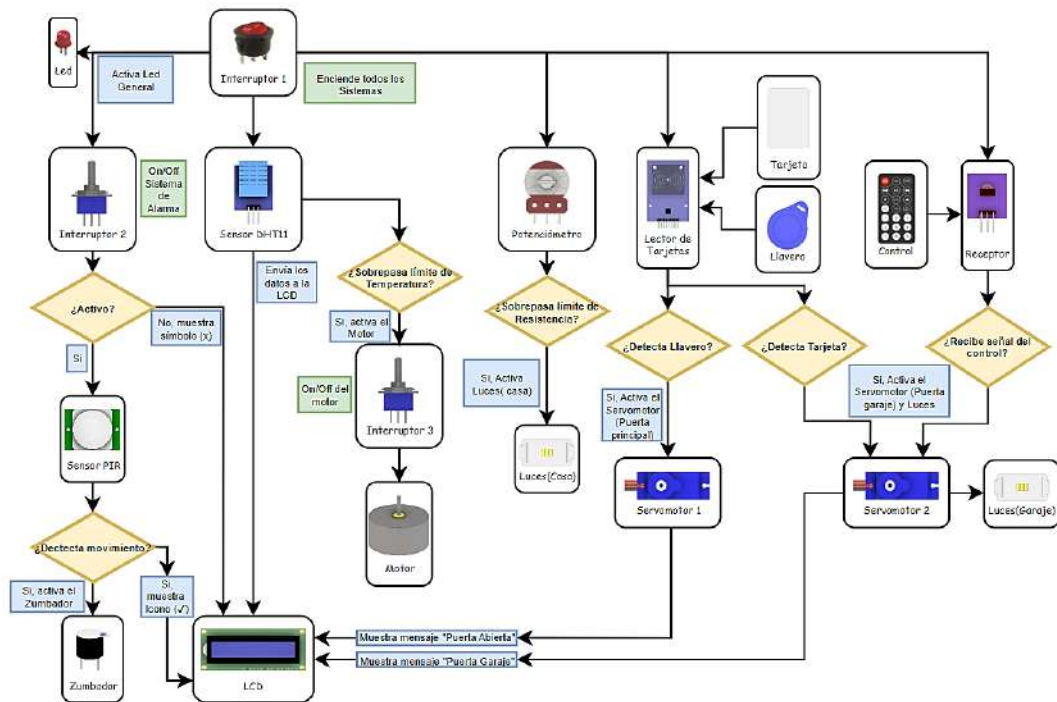 Led
Activa Led
General
Interruptor 1
Enciende todos los
Sistemas
Interruptor 2
On/Off
Sistema
de
Alarma
Sensor DHT11
Potenciómetro
Lector de
Tarjetas
Tarjeta
Llavero
Control
Receptor
¿Activo?
No, muestra
símbolo (x)
Envía los
datos a la
LCD
¿Sobrepasa límite de
Temperatura?
Si, activa el
Motor
¿Sobrepasa límite de
Resistencia?
¿Detecta Llavero?
¿Detecta Tarjeta?
¿Recibe señal del
control?
Si
Sensor PIR
On/Off del
motor
Interruptor 3
Si, Activa
Luces( casa)
Si, Activa el
Servomotor
(Puerta
principal)
Si, Activa el
Servomotor (Puerta
garaje) y Luces
Luces(Casa)
Servomotor 1
Servomotor 2
Luces(Garaje)
Motor
¿Dectecta movimiento?
Si, activa el
Zumbador
Si,
muestra
Icono (✓)
Zumbador
LCD
Muestra mensaje "Puerta Abierta"
Muestra mensaje "Puerta Garaje"